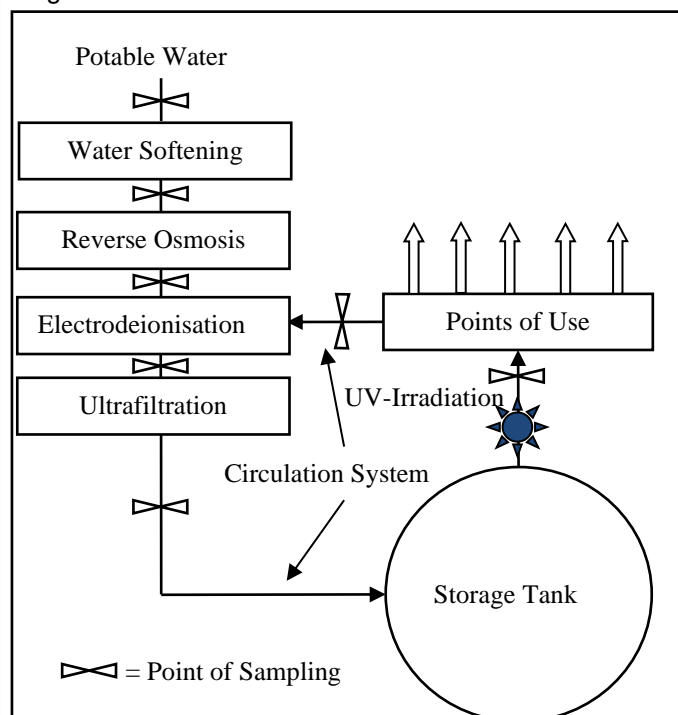 Potable Water
Water Softening
Reverse Osmosis
Electrodeionisation
Points of Use
Ultrafiltration
UV-Irradiation
Circulation System
Storage Tank
= Point of Sampling